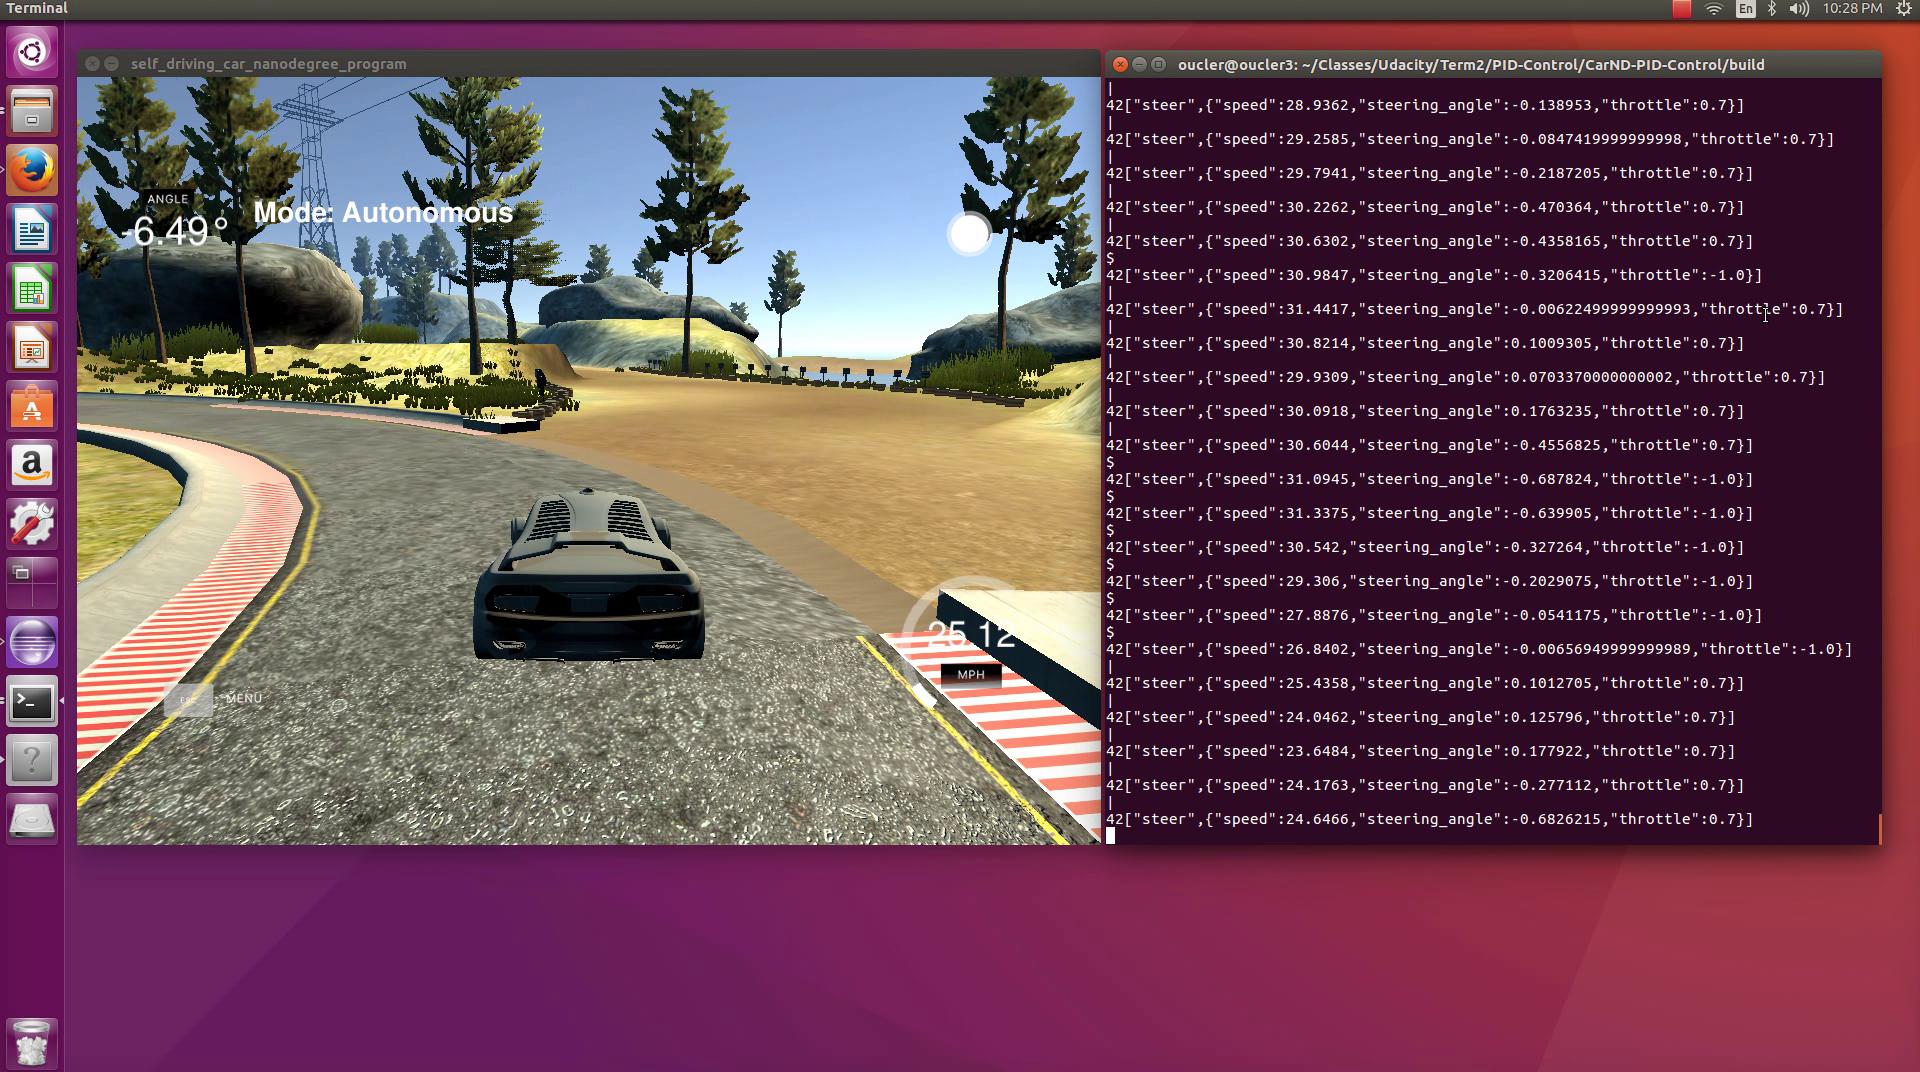 Terminal
En
10:28 PM
self_driving_car_nanodegree_program
ANGLE
-6.49°
Mode: Autonomous
25.12
MPH
ESC
MENU
oucler@oucler3: ~/Classes/Udacity/Term2/PID-Control/CarND-PID-Control/build
|
42["steer",{"speed":28.9362,"steering_angle":-0.138953,"throttle":0.7}]
|
42["steer",{"speed":29.2585,"steering_angle":-0.0847419999999998,"throttle":0.7}]
|
42["steer",{"speed":29.7941,"steering_angle":-0.2187205,"throttle":0.7}]
|
42["steer",{"speed":30.2262,"steering_angle":-0.470364,"throttle":0.7}]
|
42["steer",{"speed":30.6302,"steering_angle":-0.4358165,"throttle":0.7}]
$
42["steer",{"speed":30.9847,"steering_angle":-0.3206415,"throttle":-1.0}]
|
42["steer",{"speed":31.4417,"steering_angle":-0.00622499999999993,"throttle":0.7}]
|
42["steer",{"speed":30.8214,"steering_angle":0.1009305,"throttle":0.7}]
|
42["steer",{"speed":29.9309,"steering_angle":0.0703370000000002,"throttle":0.7}]
|
42["steer",{"speed":30.0918,"steering_angle":0.1763235,"throttle":0.7}]
|
42["steer",{"speed":30.6044,"steering_angle":-0.4556825,"throttle":0.7}]
$
42["steer",{"speed":31.0945,"steering_angle":-0.687824,"throttle":-1.0}]
$
42["steer",{"speed":31.3375,"steering_angle":-0.639905,"throttle":-1.0}]
$
42["steer",{"speed":30.542,"steering_angle":-0.327264,"throttle":-1.0}]
$
42["steer",{"speed":29.306,"steering_angle":-0.2029075,"throttle":-1.0}]
$
42["steer",{"speed":27.8876,"steering_angle":-0.0541175,"throttle":-1.0}]
$
42["steer",{"speed":26.8402,"steering_angle":-0.00656949999999989,"throttle":-1.0}]
|
42["steer",{"speed":25.4358,"steering_angle":0.1012705,"throttle":0.7}]
|
42["steer",{"speed":24.0462,"steering_angle":0.125796,"throttle":0.7}]
|
42["steer",{"speed":23.6484,"steering_angle":0.177922,"throttle":0.7}]
|
42["steer",{"speed":24.1763,"steering_angle":-0.277112,"throttle":0.7}]
|
42["steer",{"speed":24.6466,"steering_angle":-0.6826215,"throttle":0.7}]